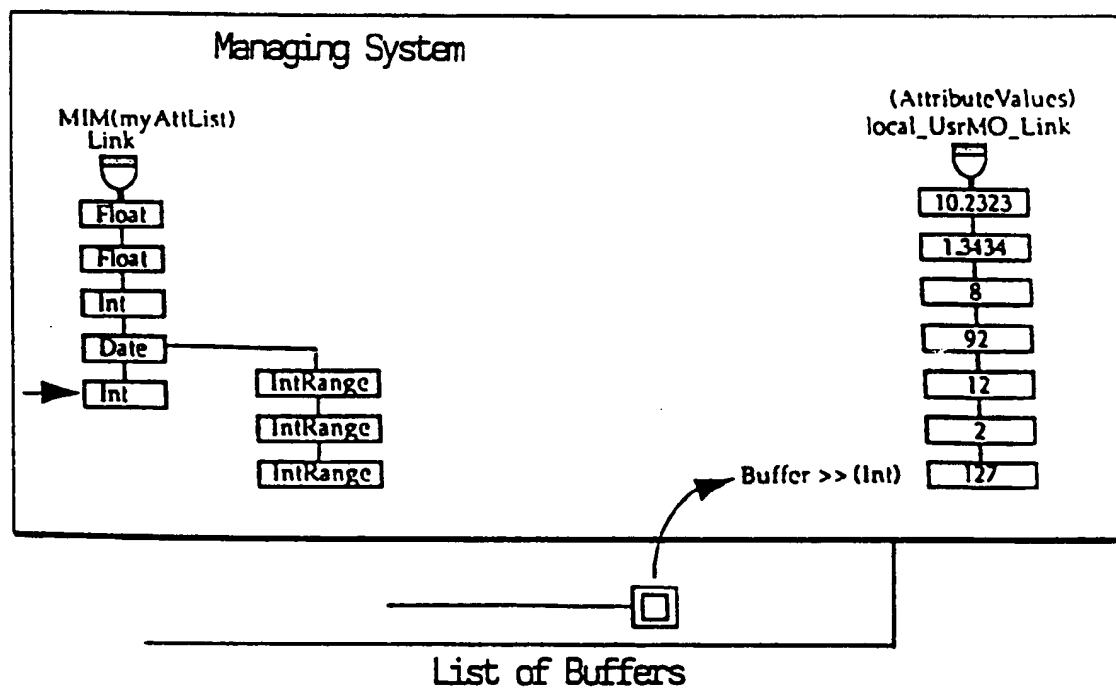 Managing System
MIM(myAttList)
Link
Float
Float
Int
Date
Int
IntRange
IntRange
IntRange
(AttributeValues)
local_UsrMO_Link
10.2323
1.3434
8
92
12
2
127
Buffer >> (Int)
List of Buffers